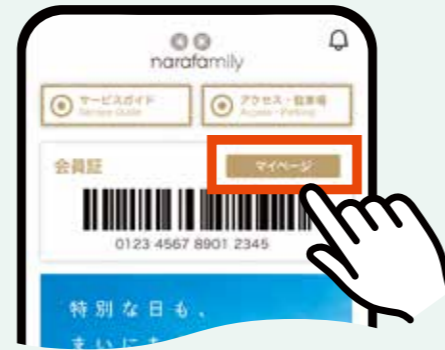 narafamily
サービスガイド
Service Guide
アクセス・駐車場
Access・Parking
会員証
マイページ
0123 4567 8901 2345
特別な日も、